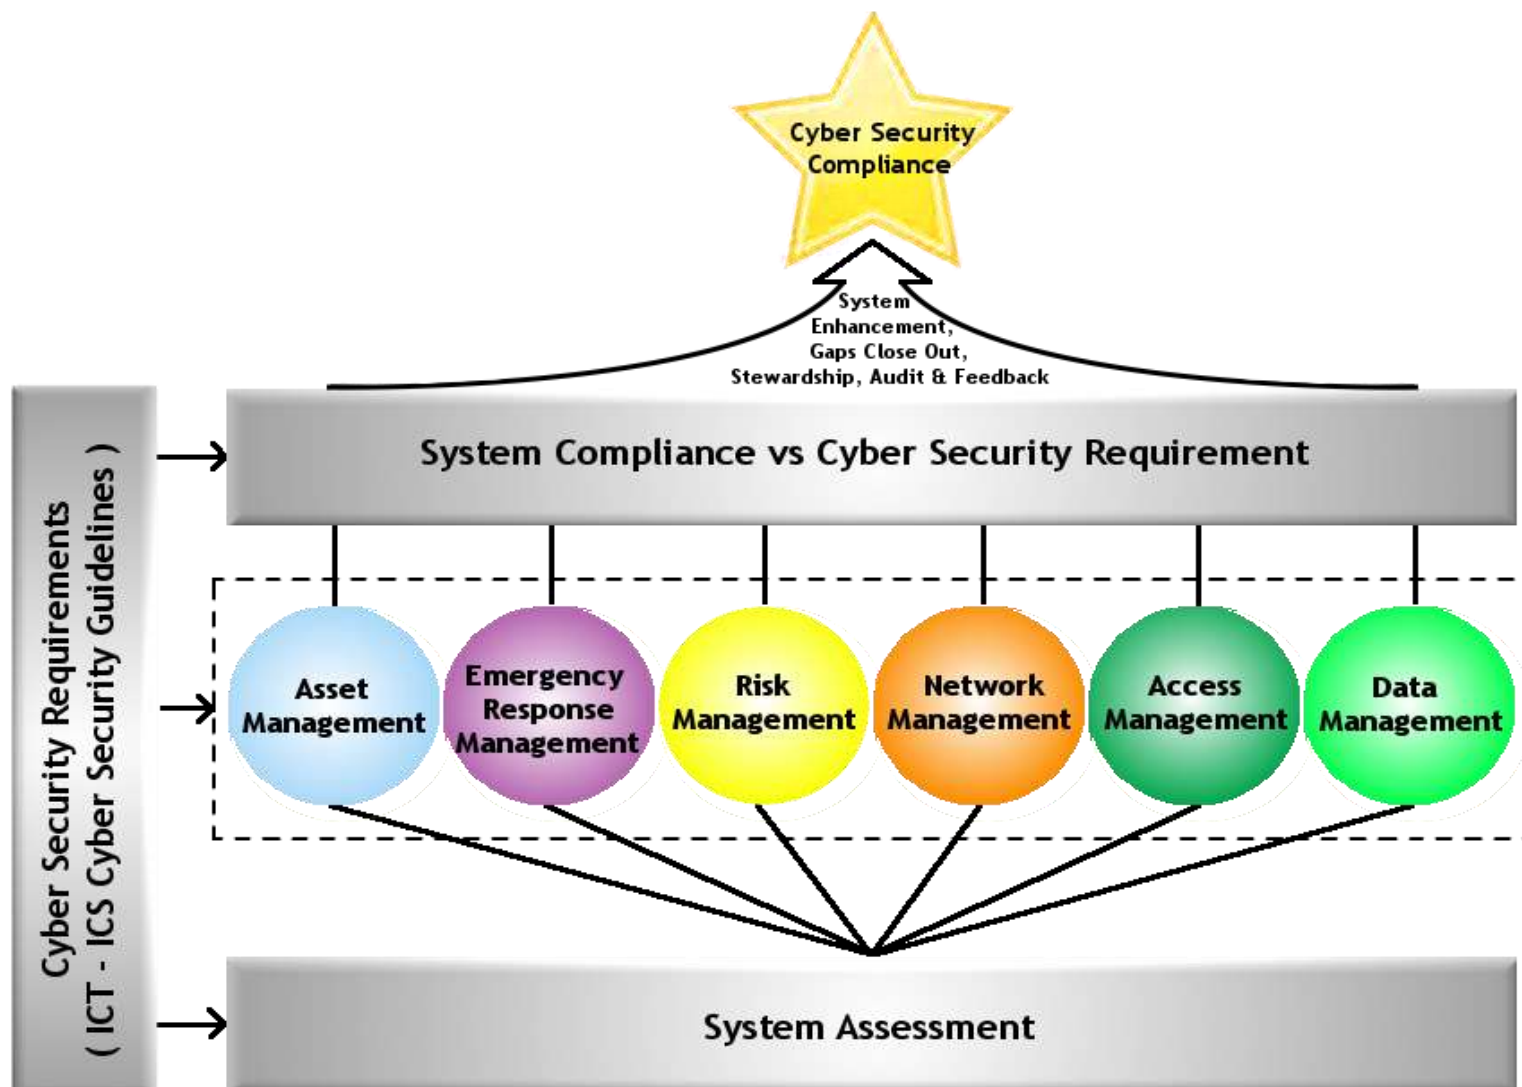 Cyber Security
Compliance
System
Enhancement,
Gaps Close Out,
Stewardship, Audit & Feedback
System Compliance vs Cyber Security Requirement
Cyber Security Requirements
( ICT - ICS Cyber Security Guidelines )
Asset
Management
Emergency
Response
Management
Risk
Management
Network
Management
Access
Management
Data
Management
System Assessment